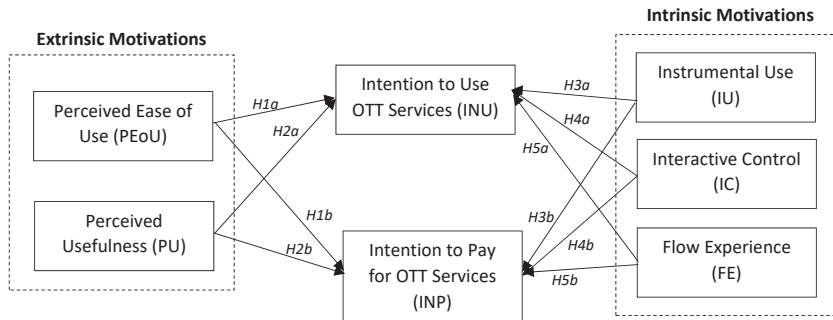 Extrinsic Motivations
Perceived Ease of
Use (PEoU)
Perceived
Usefulness (PU)
H1a
H2a
H1b
H2b
Intention to Use
OTT Services (INU)
Intention to Pay
for OTT Services
(INP)
H3a
H4a
H5a
H3b
H4b
H5b
Intrinsic Motivations
Instrumental Use
(IU)
Interactive Control
(IC)
Flow Experience
(FE)